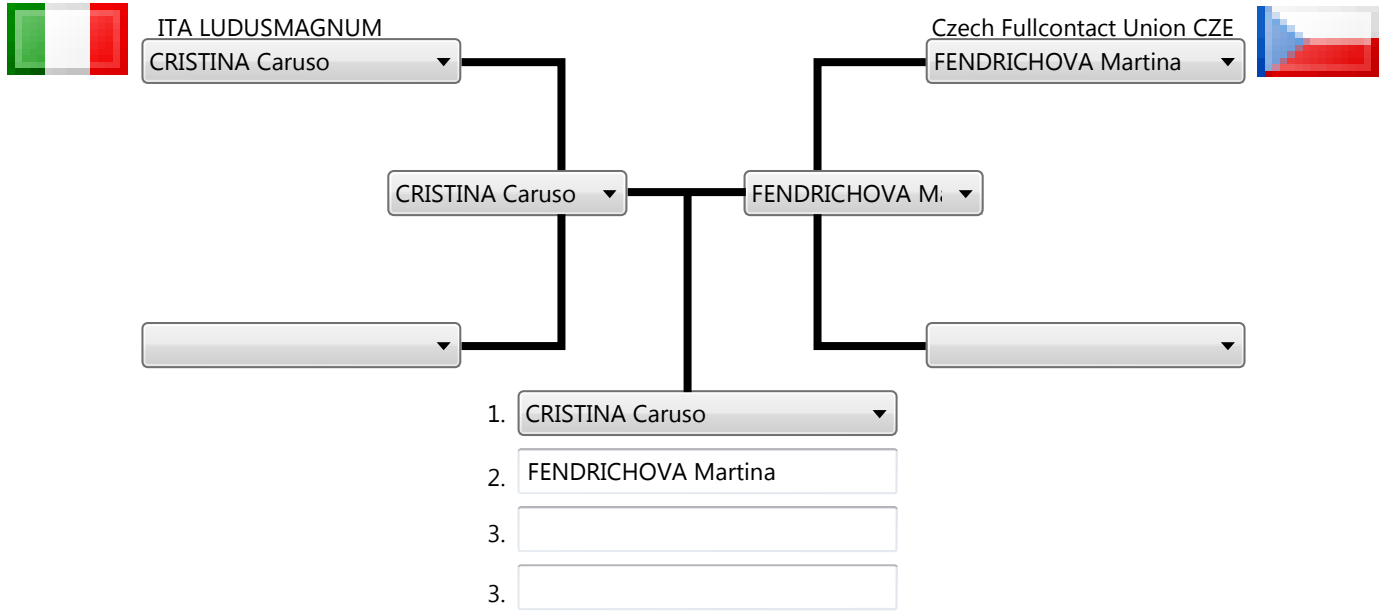 ITA LUDUSMAGNUM
Czech Fullcontact Union CZE
CRISTINA Caruso
FENDRICHOVA Martina
CRISTINA Caruso
FENDRICHOVA Ma
1. CRISTINA Caruso
2. FENDRICHOVA Martina
3.
3.